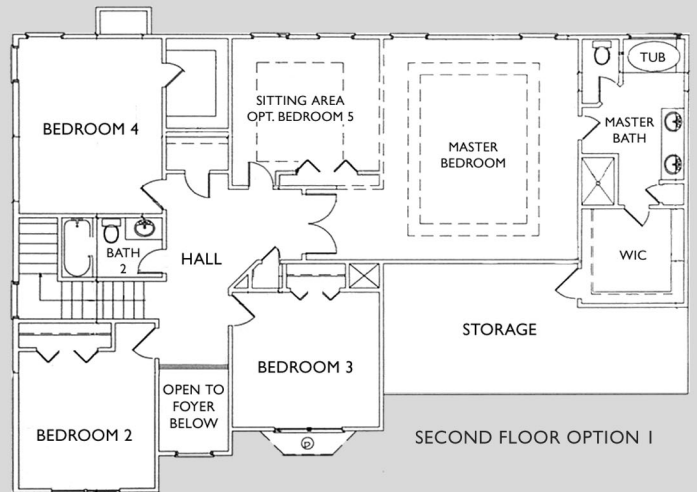 TUB
SITTING AREA
OPT. BEDROOM 5
BEDROOM 4
MASTER
BATH
MASTER
BEDROOM
BATH
2
HALL
WIC
STORAGE
BEDROOM 3
OPEN TO
FOYER
BELOW
BEDROOM 2
SECOND FLOOR OPTION 1